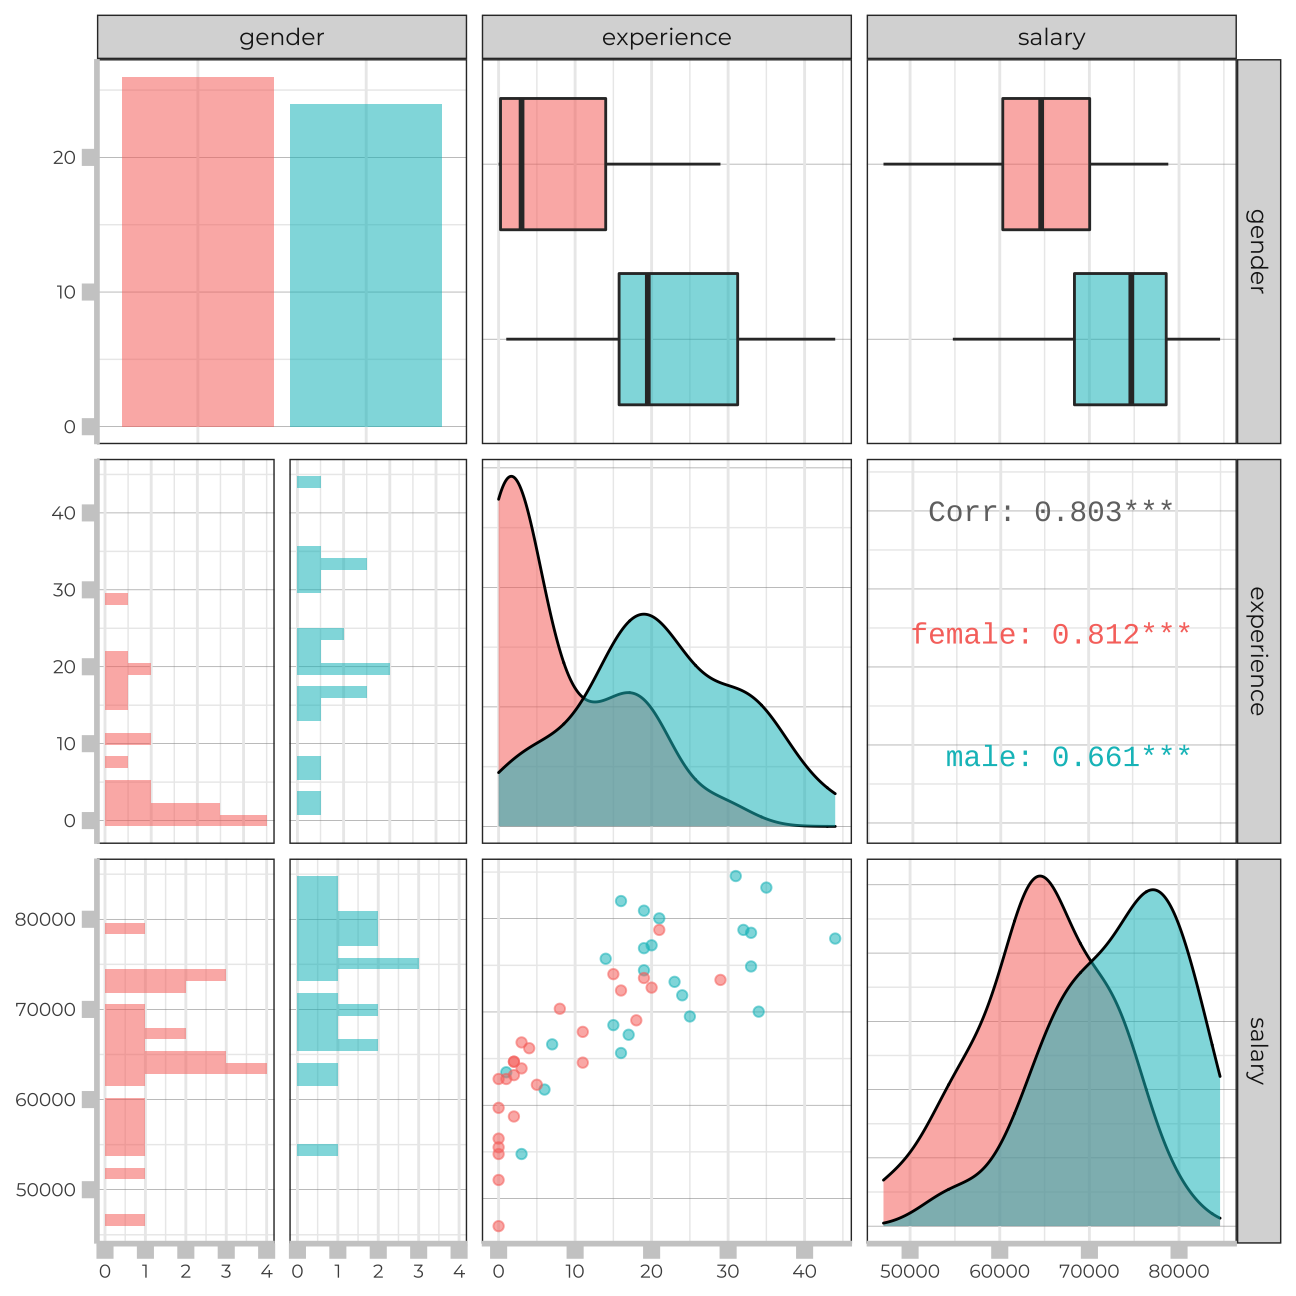 gender experience salary
20
10
0
gender
40
30
20
10
0
Corr: 0.803***
female: 0.812***
male: 0.661***
experience
80000
70000
60000
50000
salary
0 1 2 3 4 0 1 2 3 4 0 10 20 30 40 50000 60000 70000 80000